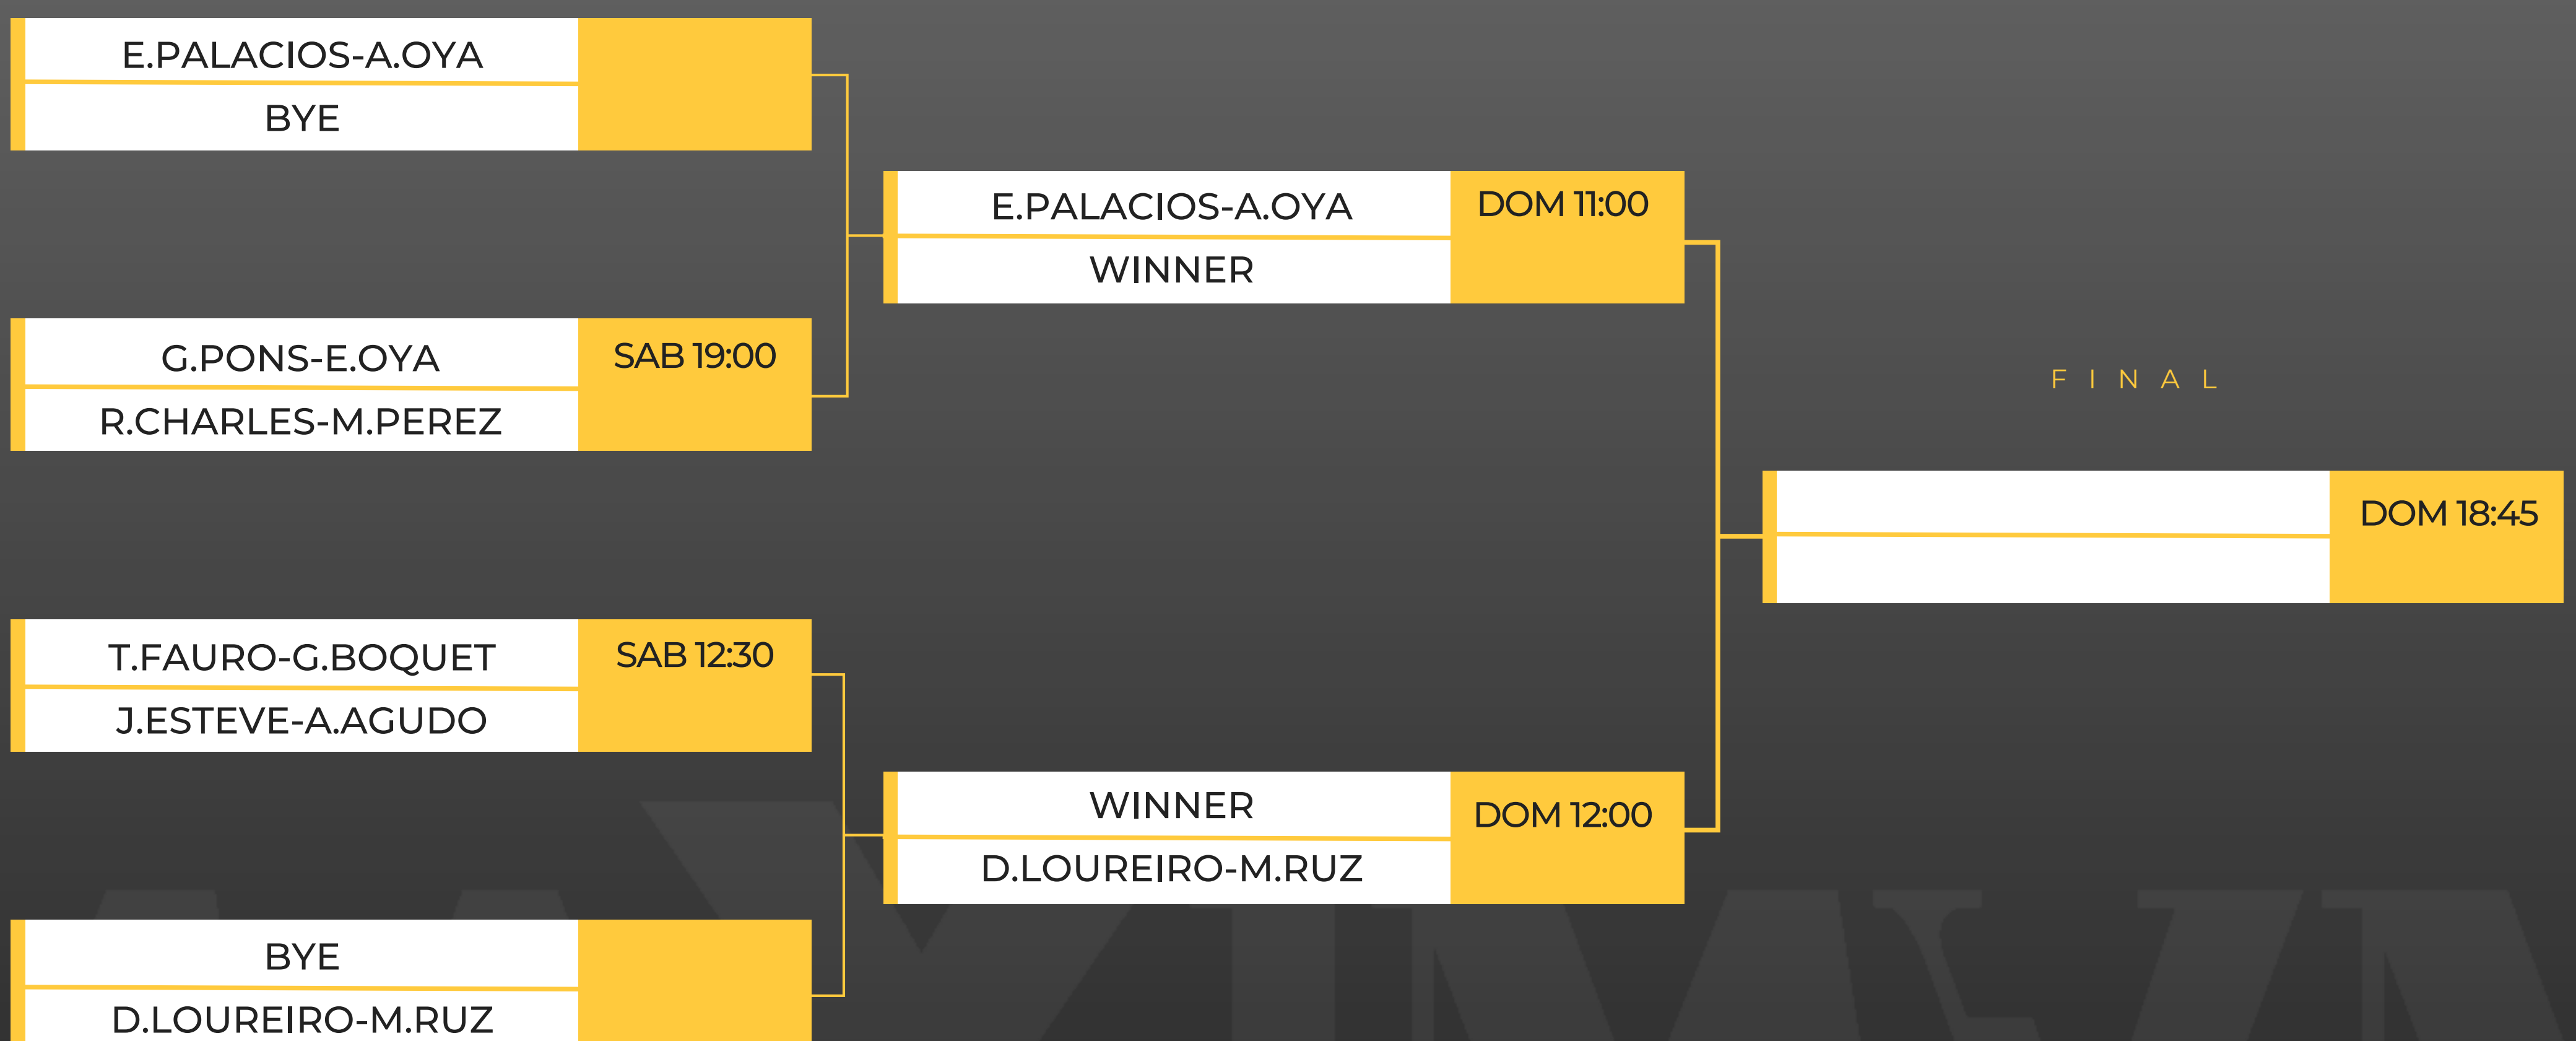 E.PALACIOS-A.OYA
BYE
G.PONS-E.OYA
SAB 19:00
R.CHARLES-M.PEREZ
T.FAURO-G.BOQUET
SAB 12:30
J.ESTEVE-A.AGUDO
BYE
D.LOUREIRO-M.RUZ
E.PALACIOS-A.OYA
DOM 11:00
WINNER
WINNER
DOM 12:00
D.LOUREIRO-M.RUZ
FINAL
DOM 18:45